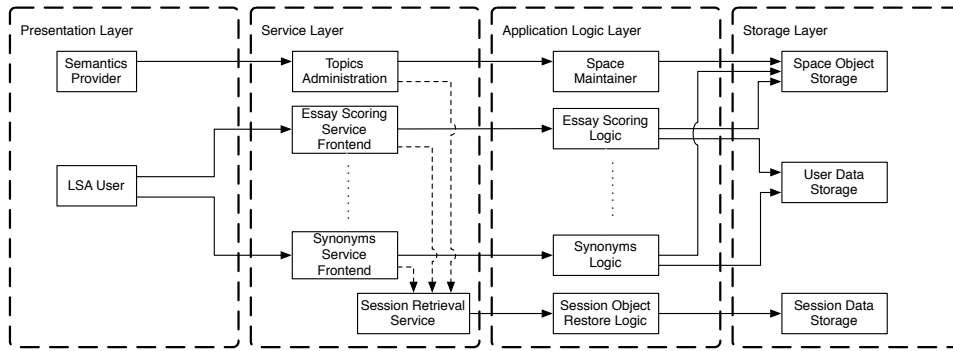 Presentation Layer
Service Layer
Application Logic Layer
Storage Layer
Semantics
Provider
Topics
Administration
Space
Maintainer
Space Object
Storage
Essay Scoring
Service
Frontend
Essay Scoring
Logic
LSA User
User Data
Storage
Synonyms
Service
Frontend
Synonyms
Logic
Session Retrieval
Service
Session Object
Restore Logic
Session Data
Storage